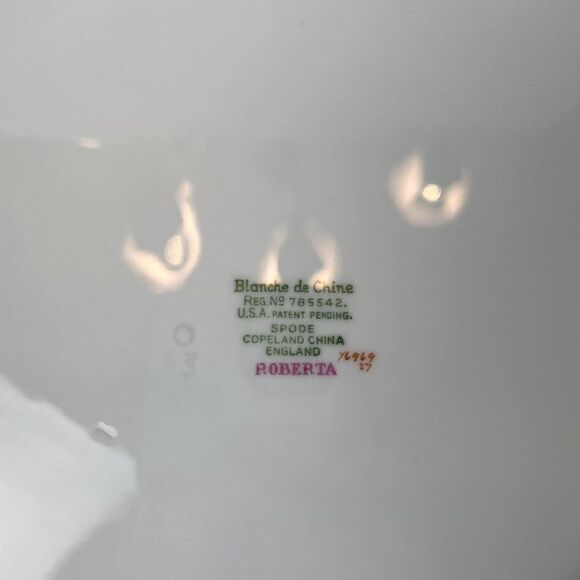 Blanche de Chine
REG. Nº 785542.
U.S.A. PATENT PENDING.
SPODE
COPELAND CHINA
ENGLAND
Y6969
27
ROBERTA